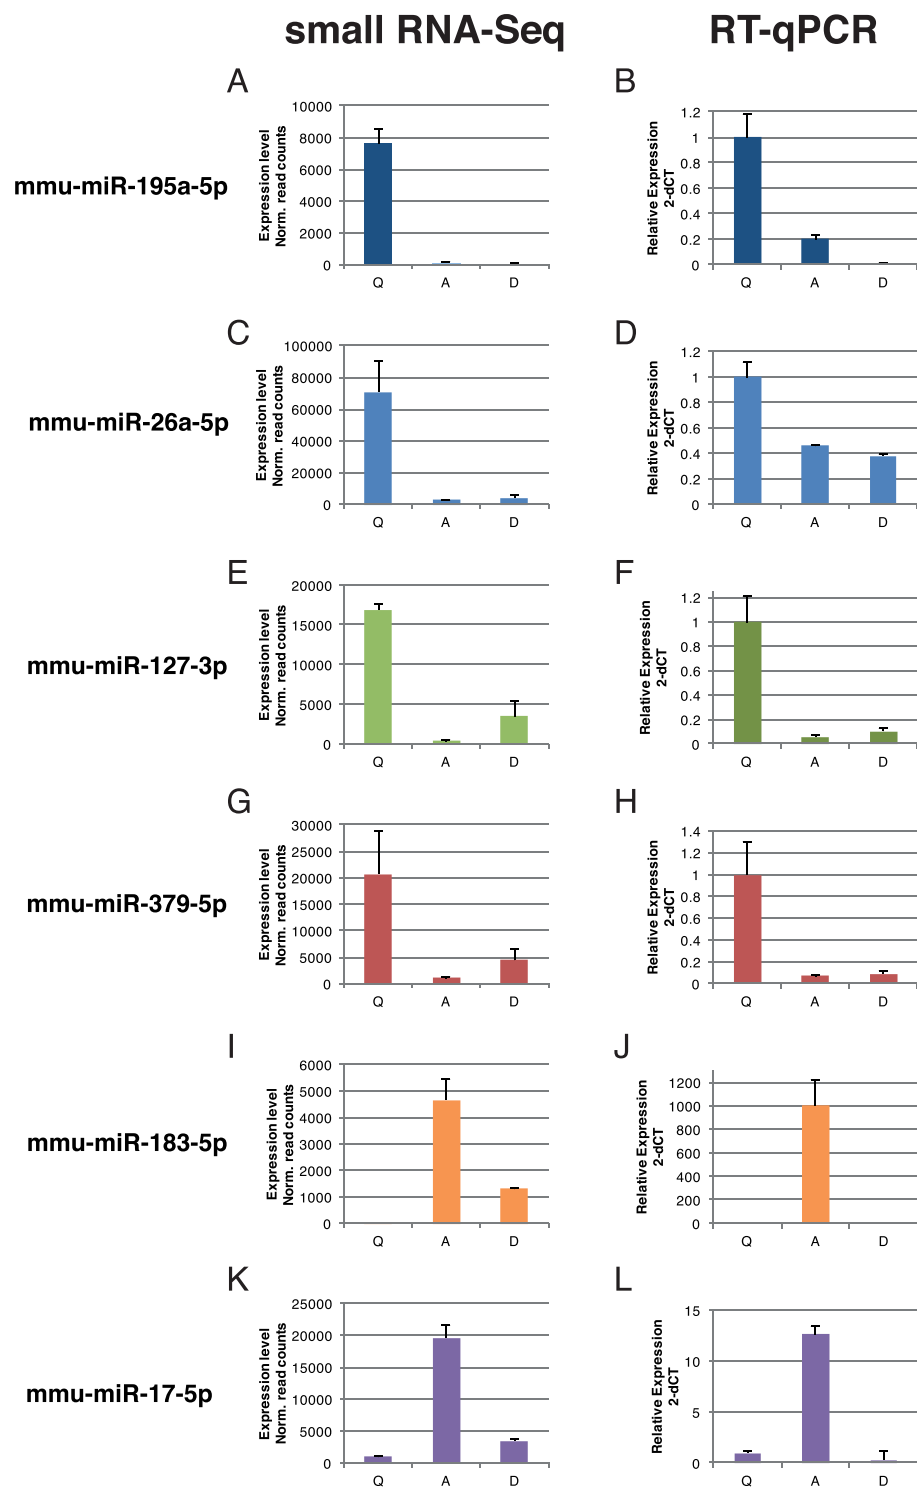 small RNA-Seq RT-qPCR
A B
mmu-miR-195a-5p
Expression level
Norm. read counts
10000
8000
6000
4000
2000
0
Q A D
Relative Expression
2-dCT
1.2
1
0.8
0.6
0.4
0.2
0
Q A D
C D
mmu-miR-26a-5p
Expression level
Norm. read counts
100000
80000
60000
40000
20000
0
Q A D
Relative Expression
2-dCT
1.2
1
0.8
0.6
0.4
0.2
0
Q A D
E F
mmu-miR-127-3p
Expression level
Norm. read counts
20000
15000
10000
5000
0
Q A D
Relative Expression
2-dCT
1.2
1
0.8
0.6
0.4
0.2
0
Q A D
G H
mmu-miR-379-5p
Expression level
Norm. read counts
30000
25000
20000
15000
10000
5000
0
Q A D
Relative Expression
2-dCT
1.4
1.2
1
0.8
0.6
0.4
0.2
0
Q A D
I J
mmu-miR-183-5p
Expression level
Norm. read counts
6000
5000
4000
3000
2000
1000
0
Q A D
Relative Expression
2-dCT
1200
1000
800
600
400
200
0
Q A D
K L
mmu-miR-17-5p
Expression level
Norm. read counts
25000
20000
15000
10000
5000
0
Q A D
Relative Expression
2-dCT
15
10
5
0
Q A D